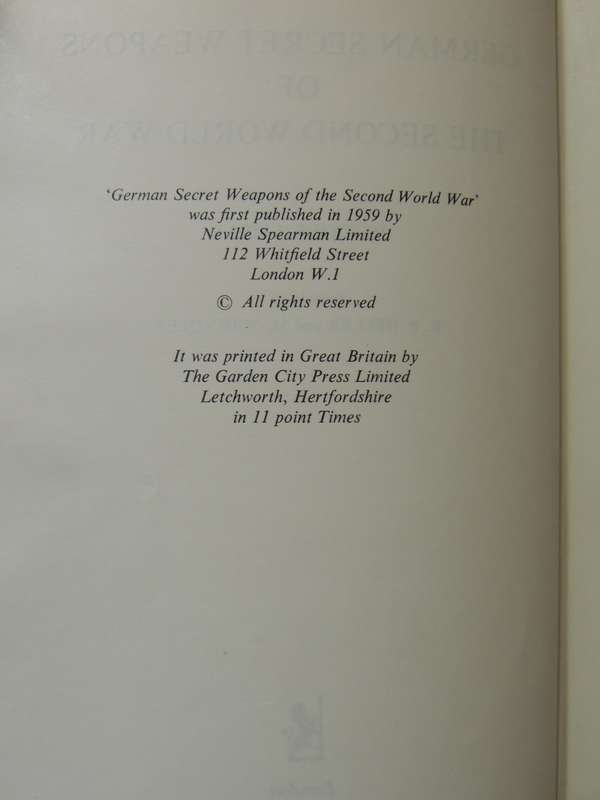 'German Secret Weapons of the Second World War'
was first published in 1959 by
Neville Spearman Limited
112 Whitfield Street
London W.1
© All rights reserved
It was printed in Great Britain by
The Garden City Press Limited
Letchworth, Hertfordshire
in 11 point Times